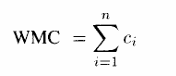 WMC = \sum_{i=1}^{n} c_i